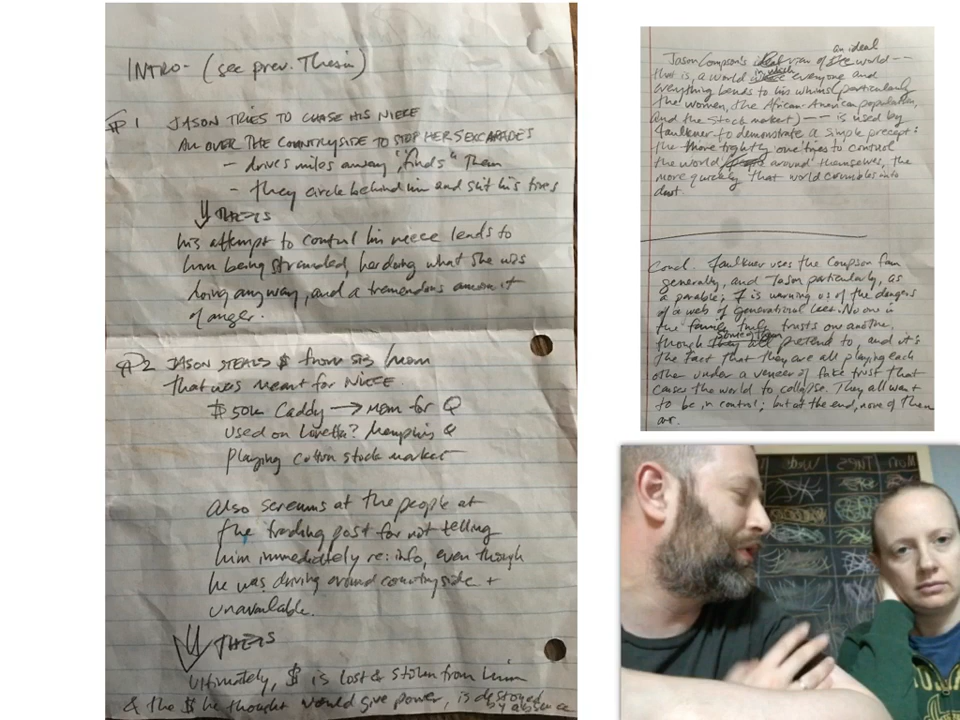 INTRO- (see prev. Thesis)
¶ 1 JASON TRIES TO CHASE HIS NIECE
ALL OVER THE COUNTRYSIDE TO STOP HER SEXCAPADES
- drives miles away, "finds" Them
- they circle behind him and slit his tires
THESIS
his attempt to control his niece leads to
him being stranded, her doing what she was
doing anyway, and a tremendous amount
of anger.
¶ 2 JASON STEALS $ from his Mom
that was meant for NIECE
$50k Caddy → Mom for Q
used on Loretta? Memphis &
playing cotton stock market
Also screams at the people at
the trading post for not telling
him immediately re: info, even though
he was driving around countryside +
unavailable.
THESIS
Ultimately, $ is lost & stolen from him
& the $ he thought would give power, is destroyed
by absence
Jason Compson's view of an ideal world --
that is, a world in which everyone and
everything bends to his whims (particularly
the women, the African-American population,
and the stock market) -- is used by
Faulkner to demonstrate a simple precept:
the more tightly one tries to control
the world around themselves, the
more quickly that world crumbles into
dust
Concl. Faulkner uses the Compson fam
generally, and Jason particularly, as
a parable; I is warning us of the dangers
of a web of generational lies. No one in
the family truly trusts one another,
though some of them pretend to, and it's
the fact that they are all playing each
other under a veneer of fake trust that
causes the world to collapse. They all want
to be in control; but at the end, none of them
are.
MON
TUES
Wed